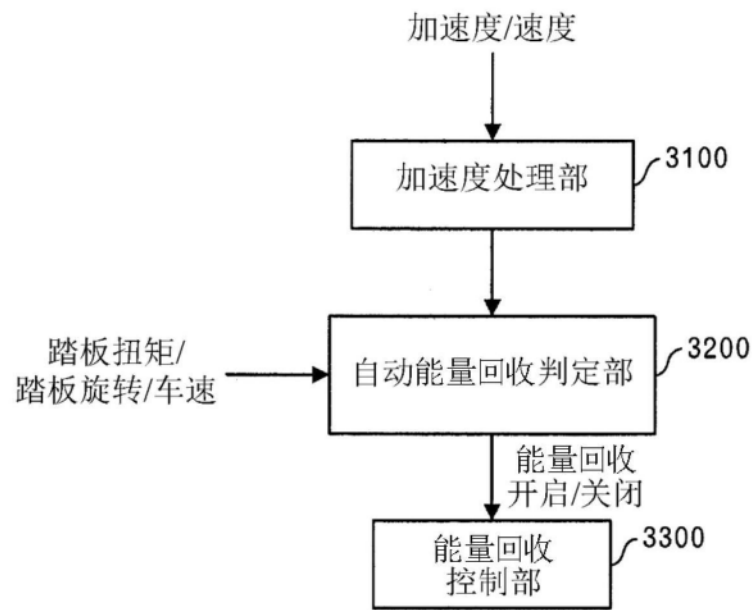 加速度/速度
加速度处理部
3100
踏板扭矩/
踏板旋转/车速
自动能量回收判定部
3200
能量回收
开启/关闭
能量回收
控制部
3300